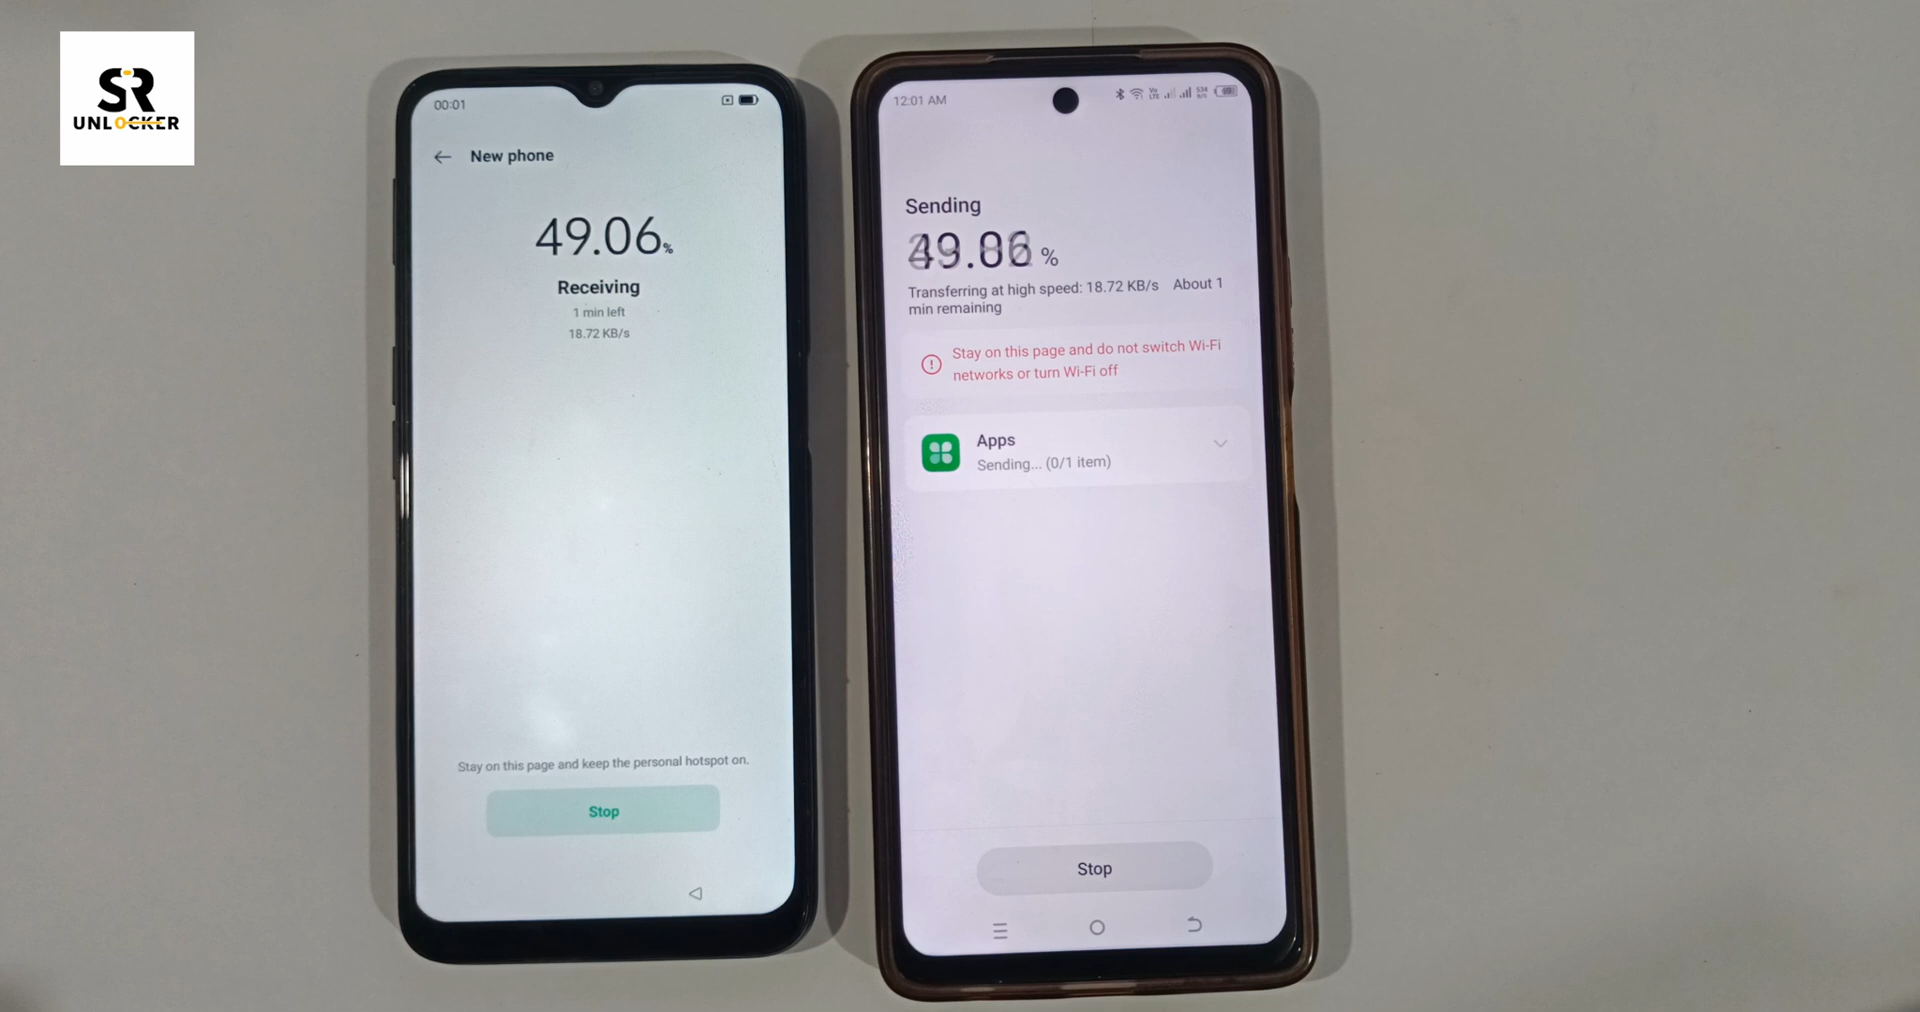 SR
UNLOCKER
00:01
New phone
49.06%
Receiving
1 min left
18.72 KB/s
Stay on this page and keep the personal hotspot on.
Stop
12:01 AM
Sending
%
Transferring at high speed: 18.72 KB/s About 1
min remaining
Stay on this page and do not switch Wi-Fi
networks or turn Wi-Fi off
Apps
Sending... (0/1 item)
Stop